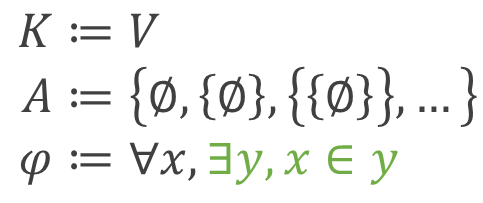 K ≔ V
A ≔ {∅, {∅}, {{∅}}, … }
φ ≔ ∀x, ∃y, x ∈ y